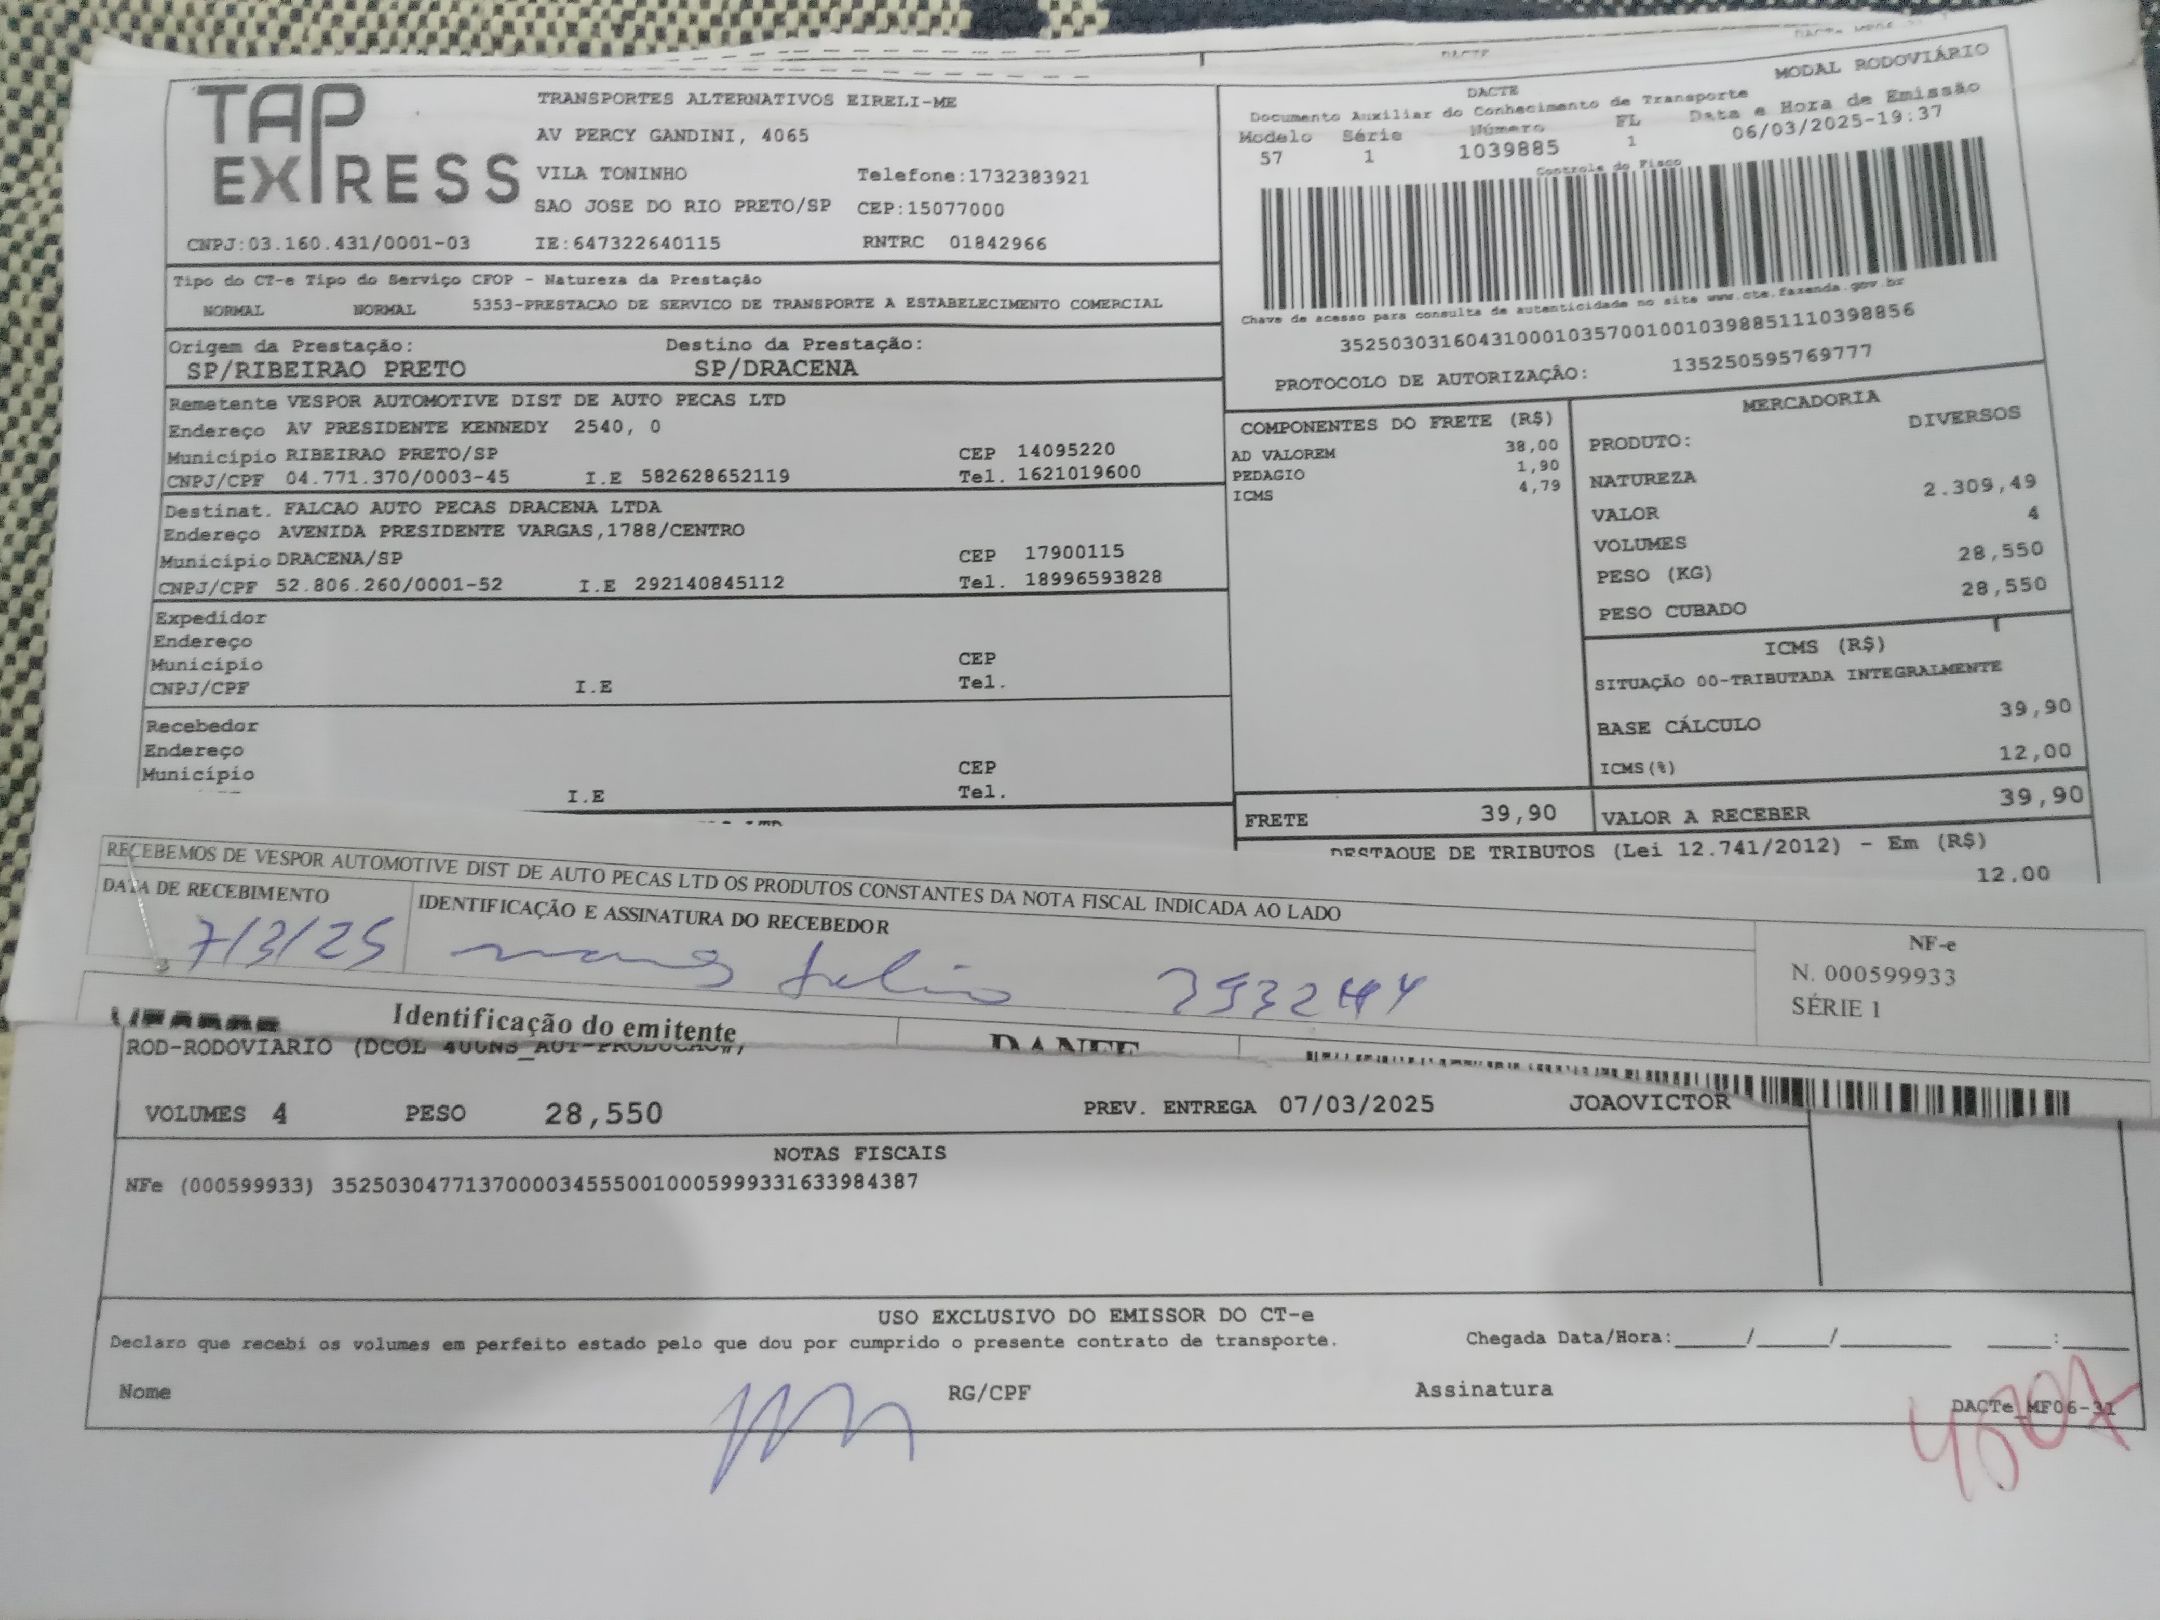 DACTE
TAP EXPRESS
TRANSPORTES ALTERNATIVOS EIRELI-ME
AV PERCY GANDINI, 4065
VILA TONINHO Telefone:1732383921
SAO JOSE DO RIO PRETO/SP CEP:15077000
CNPJ:03.160.431/0001-03 IE:647322640115 RNTRC 01842966
DACTE MODAL RODOVIÁRIO
Documento Auxiliar do Conhecimento de Transporte
Modelo Série Número FL Data e Hora de Emissão
57 1 1039885 1 06/03/2025-19:37
Controle do Fisco
Chave de acesso para consulta de autenticidade no site www.cte.fazenda.gov.br
35250303160431000103570010010398851110398856
PROTOCOLO DE AUTORIZAÇÃO: 135250595769777
Tipo do CT-e Tipo do Serviço CFOP - Natureza da Prestação
NORMAL NORMAL 5353-PRESTACAO DE SERVICO DE TRANSPORTE A ESTABELECIMENTO COMERCIAL
Origem da Prestação: Destino da Prestação:
SP/RIBEIRAO PRETO SP/DRACENA
Remetente VESPOR AUTOMOTIVE DIST DE AUTO PECAS LTD
Endereço AV PRESIDENTE KENNEDY 2540, 0
Município RIBEIRAO PRETO/SP CEP 14095220
CNPJ/CPF 04.771.370/0003-45 I.E 582628652119 Tel. 1621019600
Destinat. FALCAO AUTO PECAS DRACENA LTDA
Endereço AVENIDA PRESIDENTE VARGAS,1788/CENTRO
Município DRACENA/SP CEP 17900115
CNPJ/CPF 52.806.260/0001-52 I.E 292140845112 Tel. 18996593828
Expedidor
Endereço
Município CEP
CNPJ/CPF I.E Tel.
Recebedor
Endereço
Município CEP
I.E Tel.
COMPONENTES DO FRETE (R$)
AD VALOREM 38,00
PEDAGIO 1,90
ICMS 4,79
MERCADORIA
PRODUTO: DIVERSOS
NATUREZA
VALOR 2.309,49
VOLUMES 4
PESO (KG) 28,550
PESO CUBADO 28,550
ICMS (R$)
SITUAÇÃO 00-TRIBUTADA INTEGRALMENTE
BASE CÁLCULO 39,90
ICMS(%) 12,00
FRETE 39,90 VALOR A RECEBER 39,90
DESTAQUE DE TRIBUTOS (Lei 12.741/2012) - Em (R$)
12,00
RECEBEMOS DE VESPOR AUTOMOTIVE DIST DE AUTO PECAS LTD OS PRODUTOS CONSTANTES DA NOTA FISCAL INDICADA AO LADO
DATA DE RECEBIMENTO IDENTIFICAÇÃO E ASSINATURA DO RECEBEDOR
7/3/25
NF-e
N. 000599933
SÉRIE 1
Identificação do emitente
DANFE
ROD-RODOVIARIO
VOLUMES 4 PESO 28,550 PREV. ENTREGA 07/03/2025 JOAOVICTOR
NOTAS FISCAIS
NFe (000599933) 35250304771370000345550010005999331633984387
USO EXCLUSIVO DO EMISSOR DO CT-e
Declaro que recebi os volumes em perfeito estado pelo que dou por cumprido o presente contrato de transporte. Chegada Data/Hora:_____/_____/_________ _____:_____
Nome RG/CPF Assinatura
DACTe MF06-31